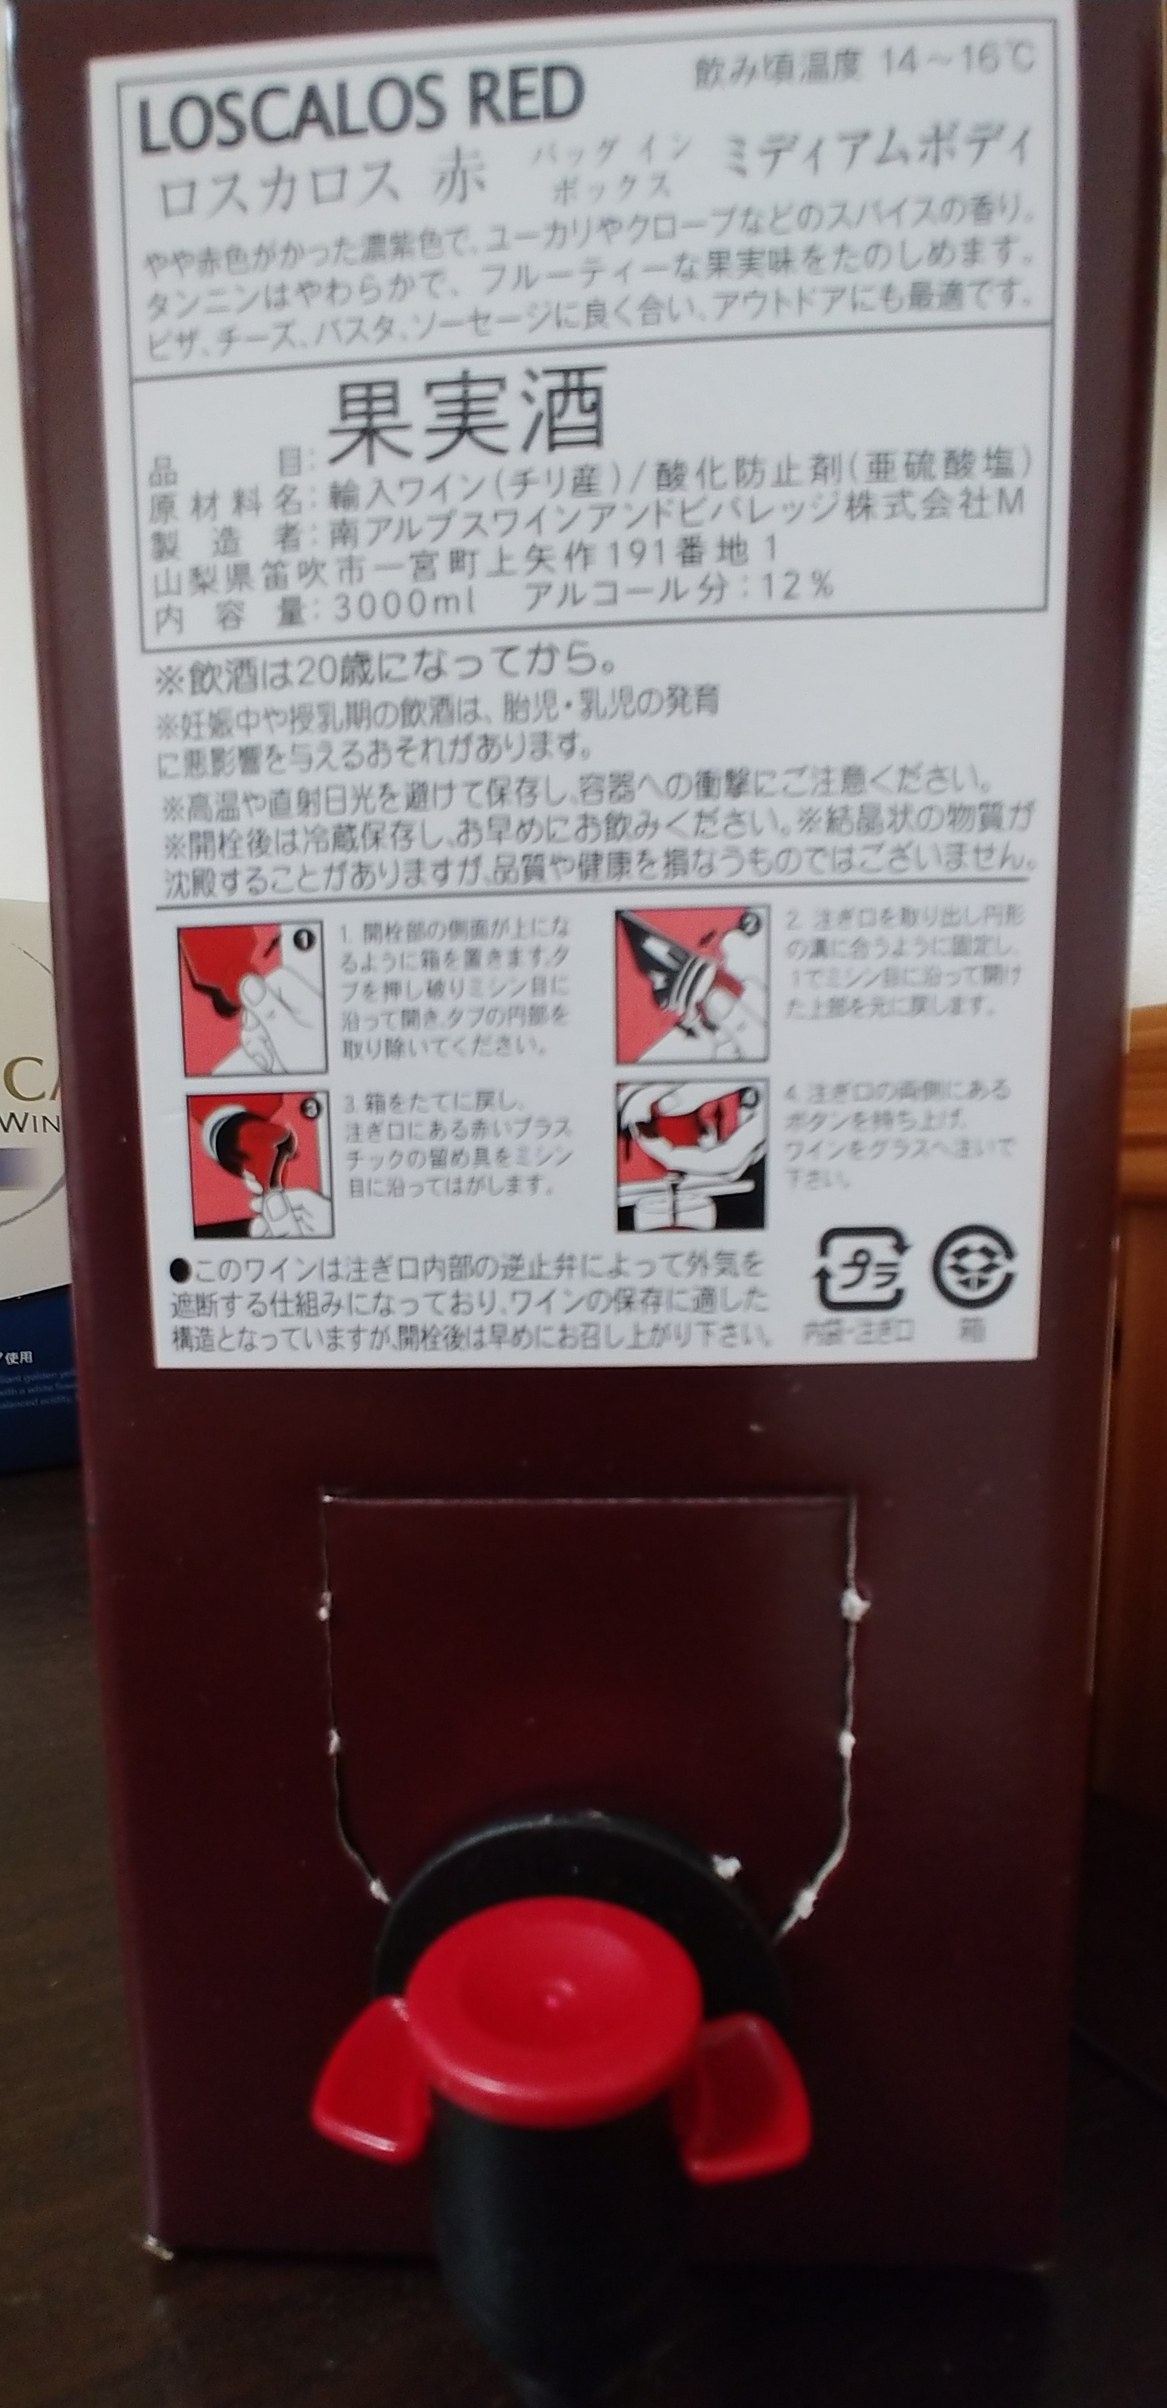 LOSCALOS RED
飲み頃温度 14～16℃
ロスカロス 赤
バッグ イン
ボックス
ミディアムボディ
やや赤色がかった濃紫色で、ユーカリやクローブなどのスパイスの香り。
タンニンはやわらかで、フルーティーな果実味をたのしめます。
ピザ、チーズ、パスタ、ソーセージに良く合い、アウトドアにも最適です。
品目：果実酒
原材料名：輸入ワイン(チリ産)/酸化防止剤(亜硫酸塩)
製造者：南アルプスワインアンドビバレッジ株式会社M
山梨県笛吹市一宮町上矢作191番地1
内容量：3000ml アルコール分：12%
※飲酒は20歳になってから。
※妊娠中や授乳期の飲酒は、胎児・乳児の発育
に悪影響を与えるおそれがあります。
※高温や直射日光を避けて保存し、容器への衝撃にご注意ください。
※開栓後は冷蔵保存し、お早めにお飲みください。※結晶状の物質が
沈殿することがありますが、品質や健康を損なうものではございません。
1
1. 開栓部の側面が上にな
るように箱を置きます。タ
ブを押し破りミシン目に
沿って開き、タブの円部を
取り除いてください。
2
2. 注ぎ口を取り出し円形
の溝に合うように固定し、
1でミシン目に沿って開け
た上部を元に戻します。
3
3. 箱をたてに戻し、
注ぎ口にある赤いプラス
チックの留め具をミシン
目に沿ってはがします。
4
4. 注ぎ口の両側にある
ボタンを持ち上げ、
ワインをグラスへ注いで
下さい。
●このワインは注ぎ口内部の逆止弁によって外気を
遮断する仕組みになっており、ワインの保存に適した
構造となっていますが、開栓後は早めにお召し上がり下さい。
プラ
内袋・注ぎ口
箱
CA
WIN
使用